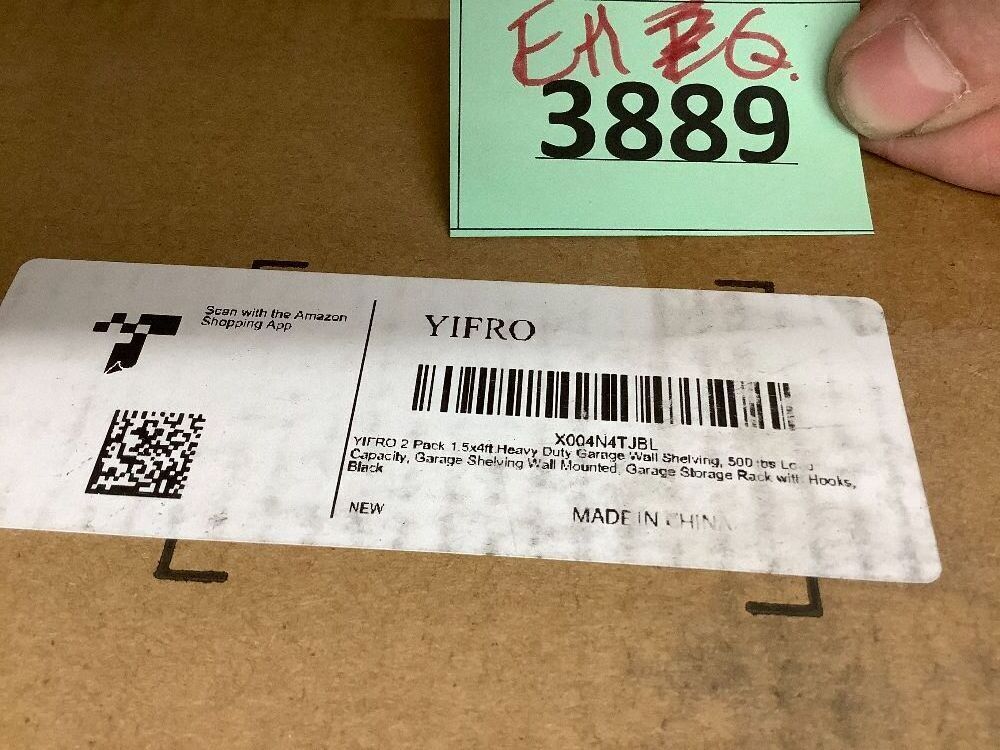 3889
Scan with the Amazon
Shopping App
YIFRO
X004N4TJBL
YIFRO 2 Pack 1.5x4ft Heavy Duty Garage Wall Shelving, 500 lbs
Capacity, Garage Shelving Wall Mounted, Garage Storage Rack with Hooks,
Black
NEW
MADE IN CHINA